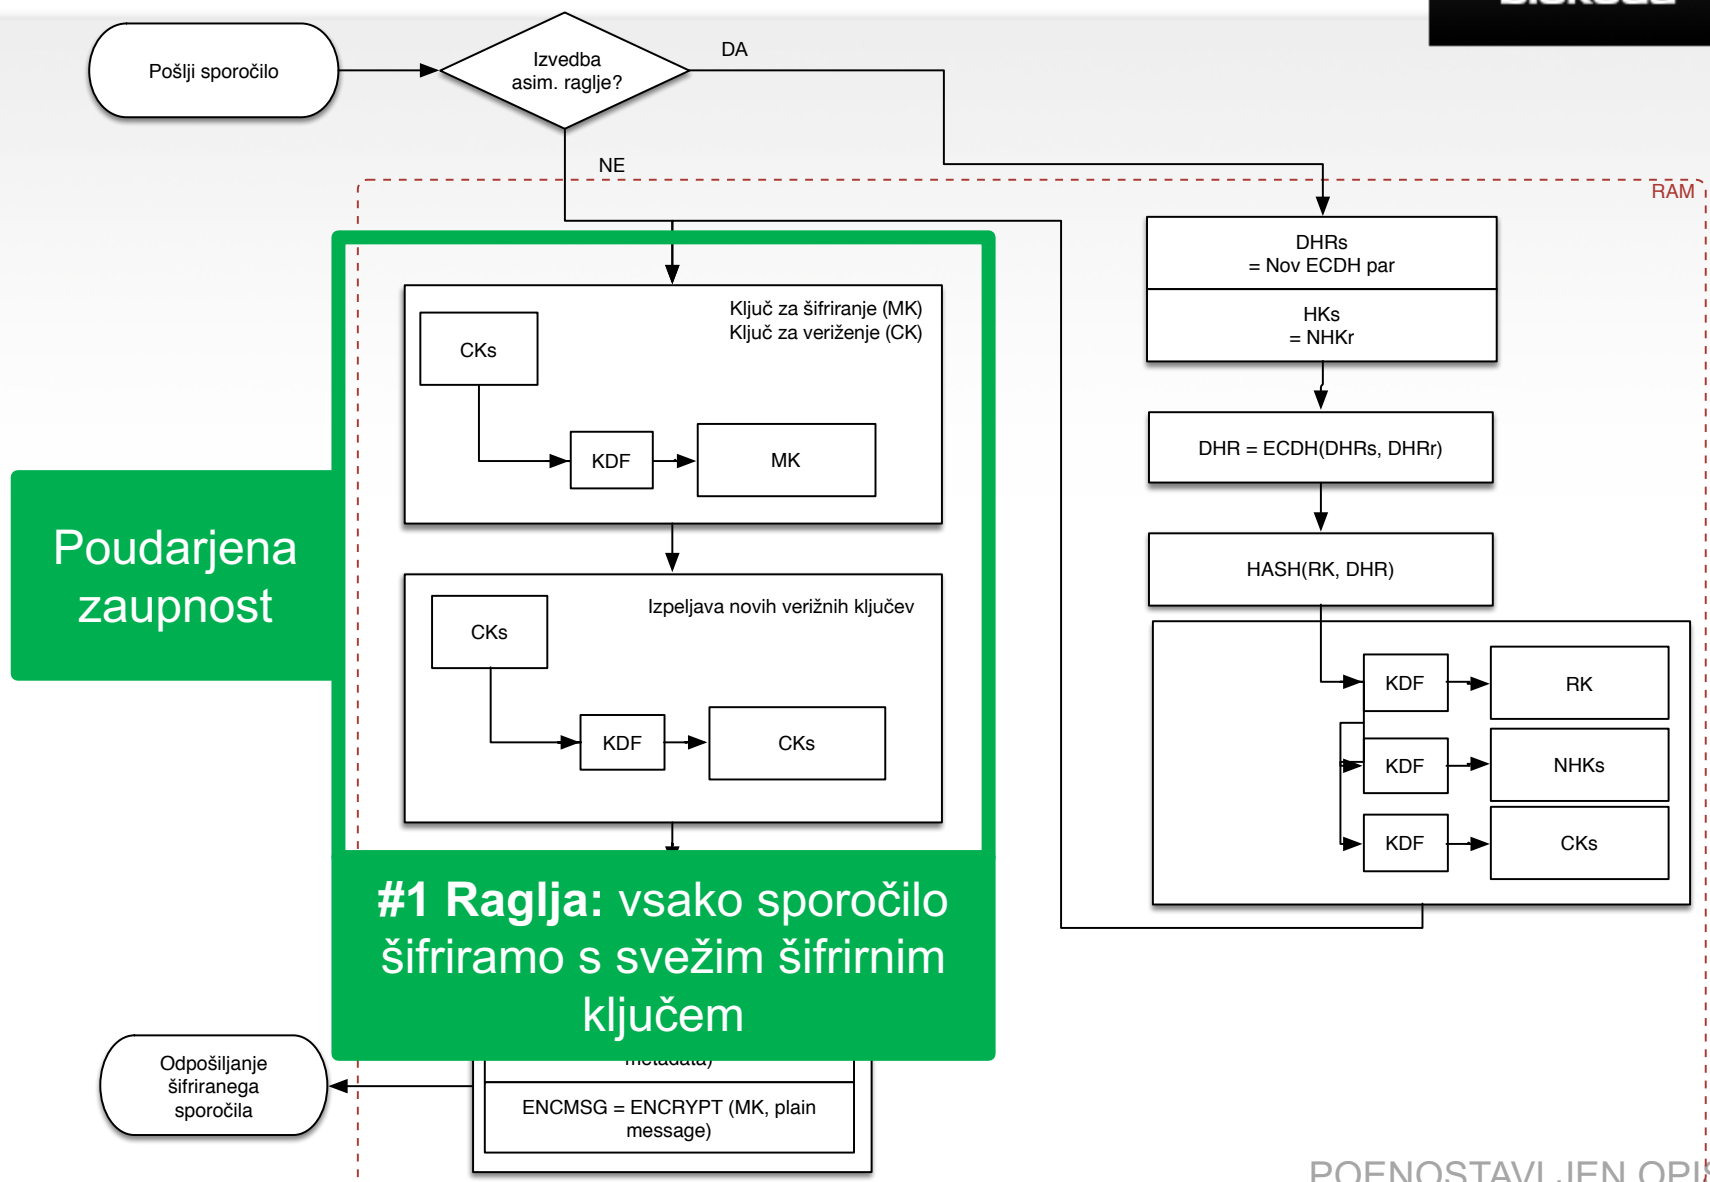 Pošlji sporočilo
Izvedba
asim. raglje?
DA
NE
RAM
DHRs
= Nov ECDH par
HKs
= NHKr
DHR = ECDH(DHRs, DHRr)
HASH(RK, DHR)
KDF
RK
KDF
NHKs
KDF
CKs
Ključ za šifriranje (MK)
Ključ za veriženje (CK)
CKs
KDF
MK
Izpeljava novih verižnih ključev
CKs
KDF
CKs
Poudarjena
zaupnost
#1 Raglja: vsako sporočilo
šifriramo s svežim šifrirnim
ključem
metadata)
ENCMSG = ENCRYPT (MK, plain
message)
Odpošiljanje
šifriranega
sporočila
POENOSTAVLJEN OPIS